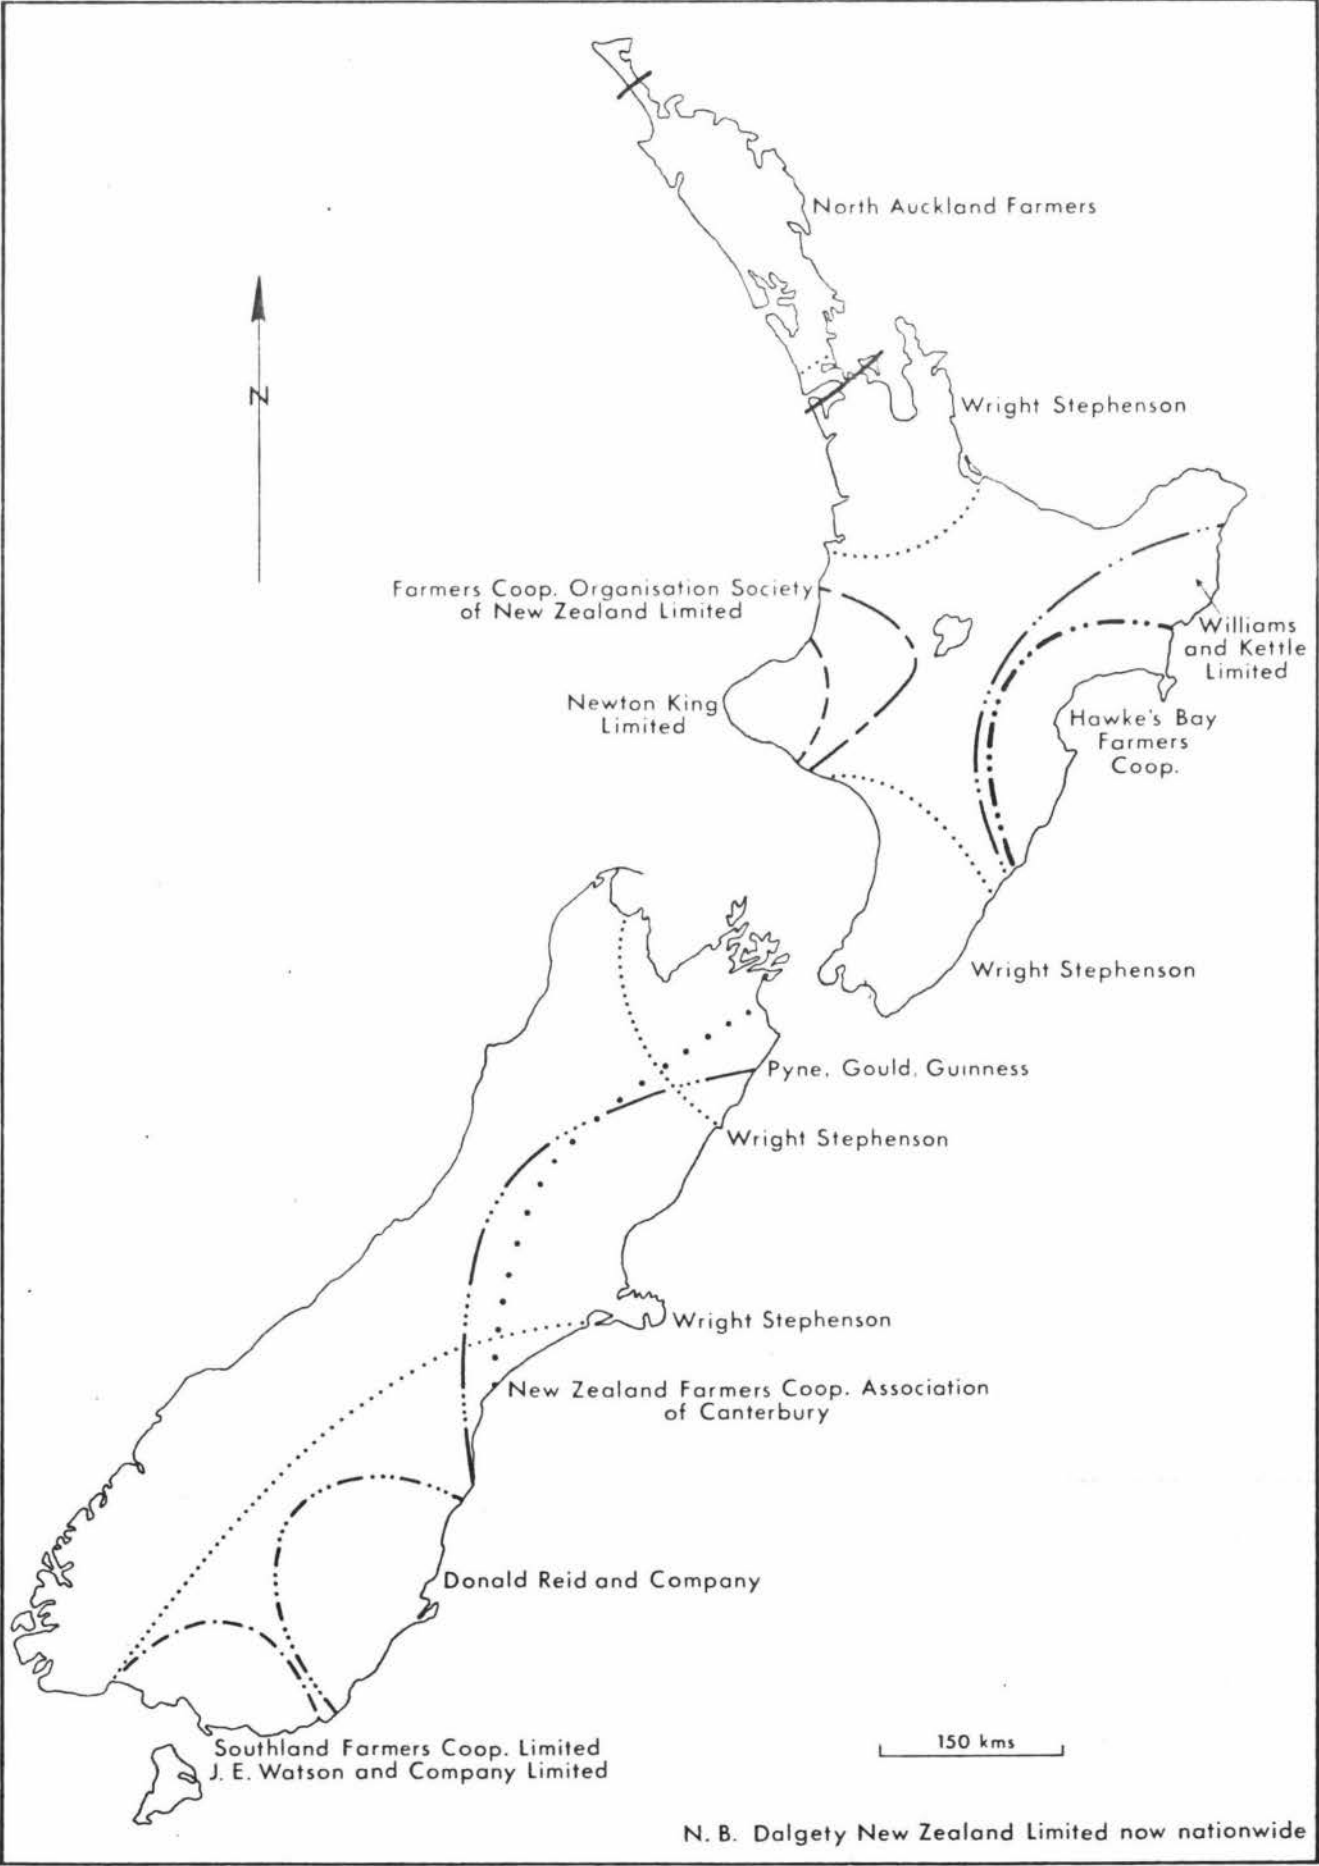 North Auckland Farmers
N
Wright Stephenson
Farmers Coop. Organisation Society
of New Zealand Limited
Williams
and Kettle
Limited
Newton King
Limited
Hawke's Bay
Farmers
Coop.
Wright Stephenson
Pyne, Gould, Guinness
Wright Stephenson
Wright Stephenson
New Zealand Farmers Coop. Association
of Canterbury
Donald Reid and Company
Southland Farmers Coop. Limited
J. E. Watson and Company Limited
150 kms
N. B. Dalgety New Zealand Limited now nationwide